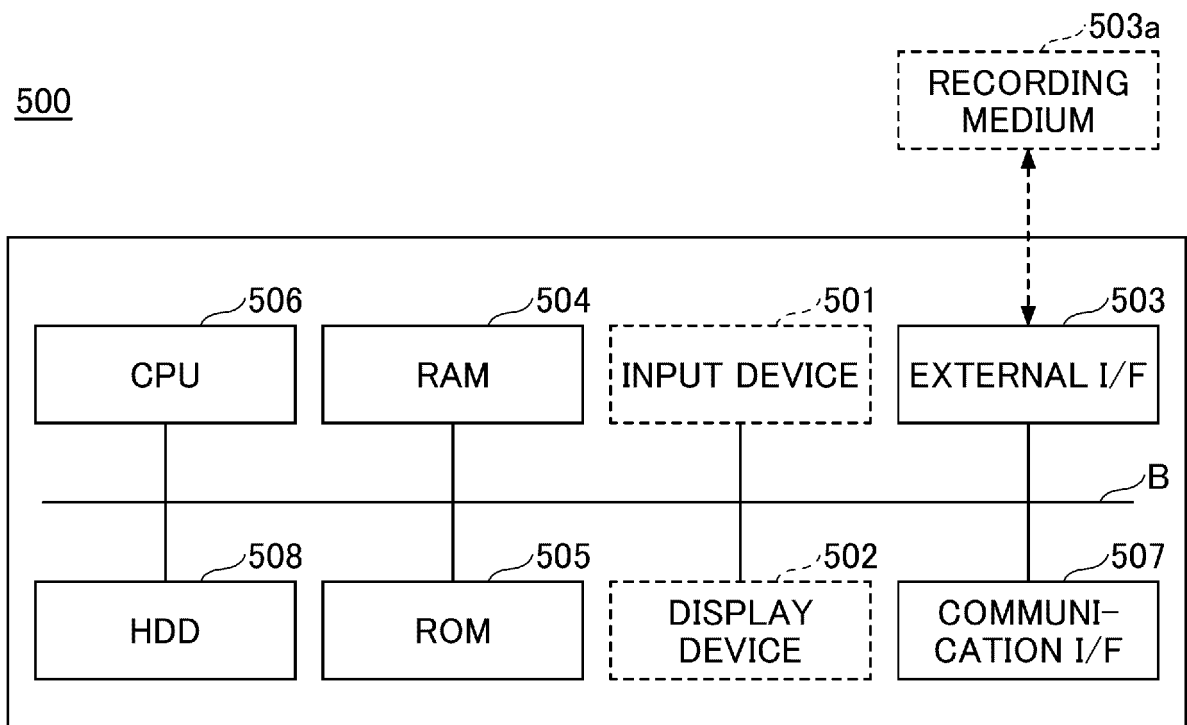 503a
RECORDING
MEDIUM
500
506
504
501
503
CPU
RAM
INPUT DEVICE
EXTERNAL I/F
B
508
505
502
507
HDD
ROM
DISPLAY
DEVICE
COMMUNI-
CATION I/F